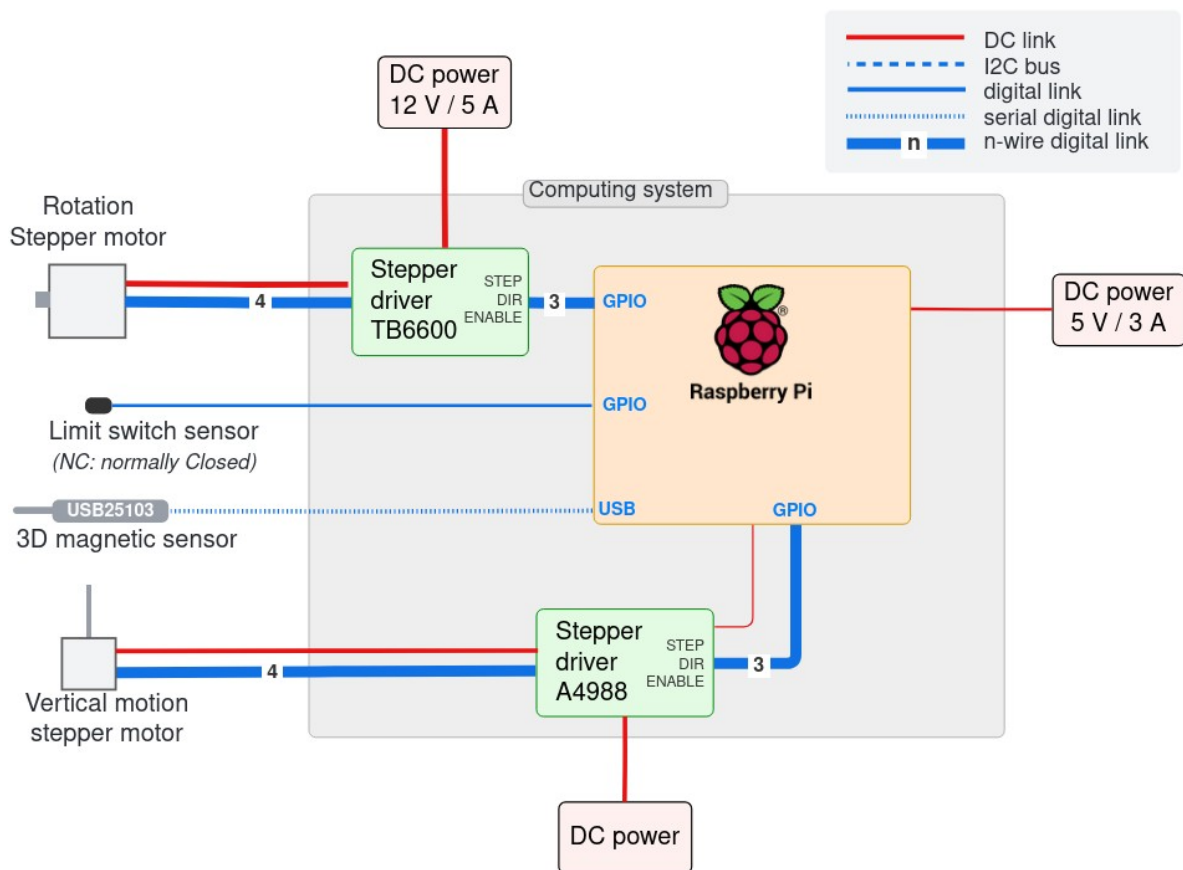 DC link
I2C bus
digital link
serial digital link
n
n-wire digital link
DC power
12 V / 5 A
Computing system
Rotation
Stepper motor
4
Stepper
driver
TB6600
STEP
DIR
ENABLE
3
GPIO
®
Raspberry Pi
DC power
5 V / 3 A
GPIO
Limit switch sensor
(NC: normally Closed)
USB25103
3D magnetic sensor
USB
GPIO
Vertical motion
stepper motor
4
Stepper
driver
A4988
STEP
DIR
ENABLE
3
DC power